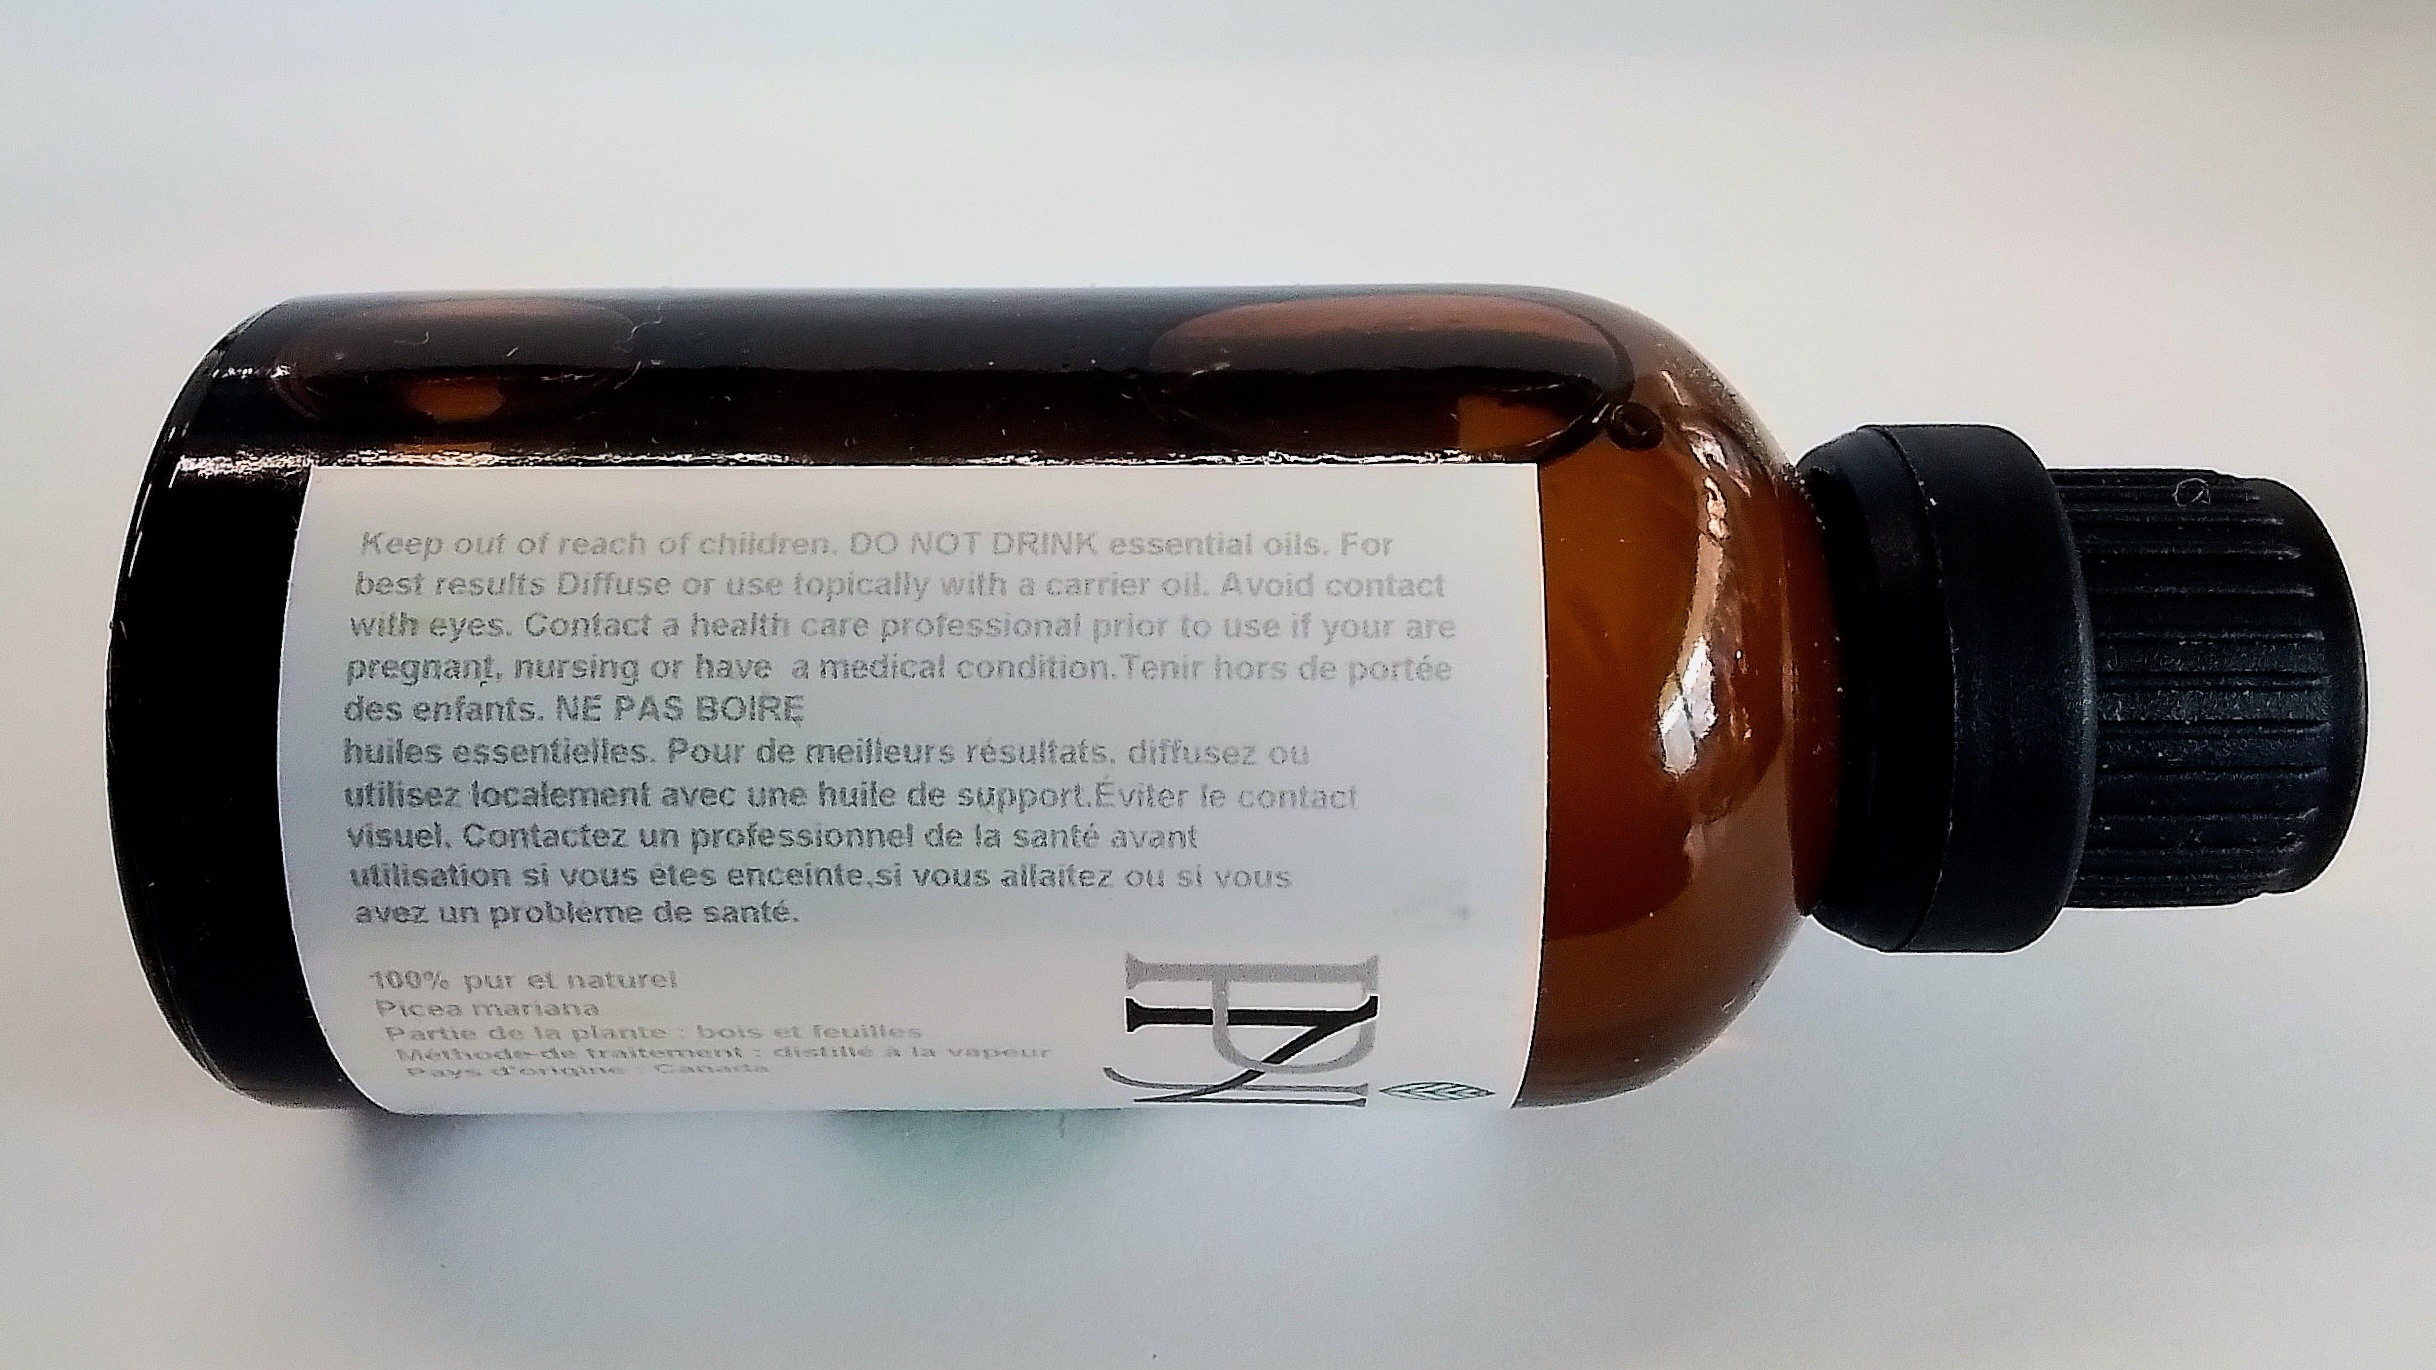 Keep out of reach of children. DO NOT DRINK essential oils. For
best results Diffuse or use topically with a carrier oil. Avoid contact
with eyes. Contact a health care professional prior to use if your are
pregnant, nursing or have a medical condition.Tenir hors de portée
des enfants. NE PAS BOIRE
huiles essentielles. Pour de meilleurs résultats, diffusez ou
utilisez localement avec une huile de support.Éviter le contact
visuel. Contactez un professionnel de la santé avant
utilisation si vous êtes enceinte,si vous allaitez ou si vous
avez un problème de santé.
100% pur et naturel
Picea mariana
Partie de la plante : bois et feuilles
Méthode de traitement : distillé à la vapeur
Pays d'origine : Canada
PN